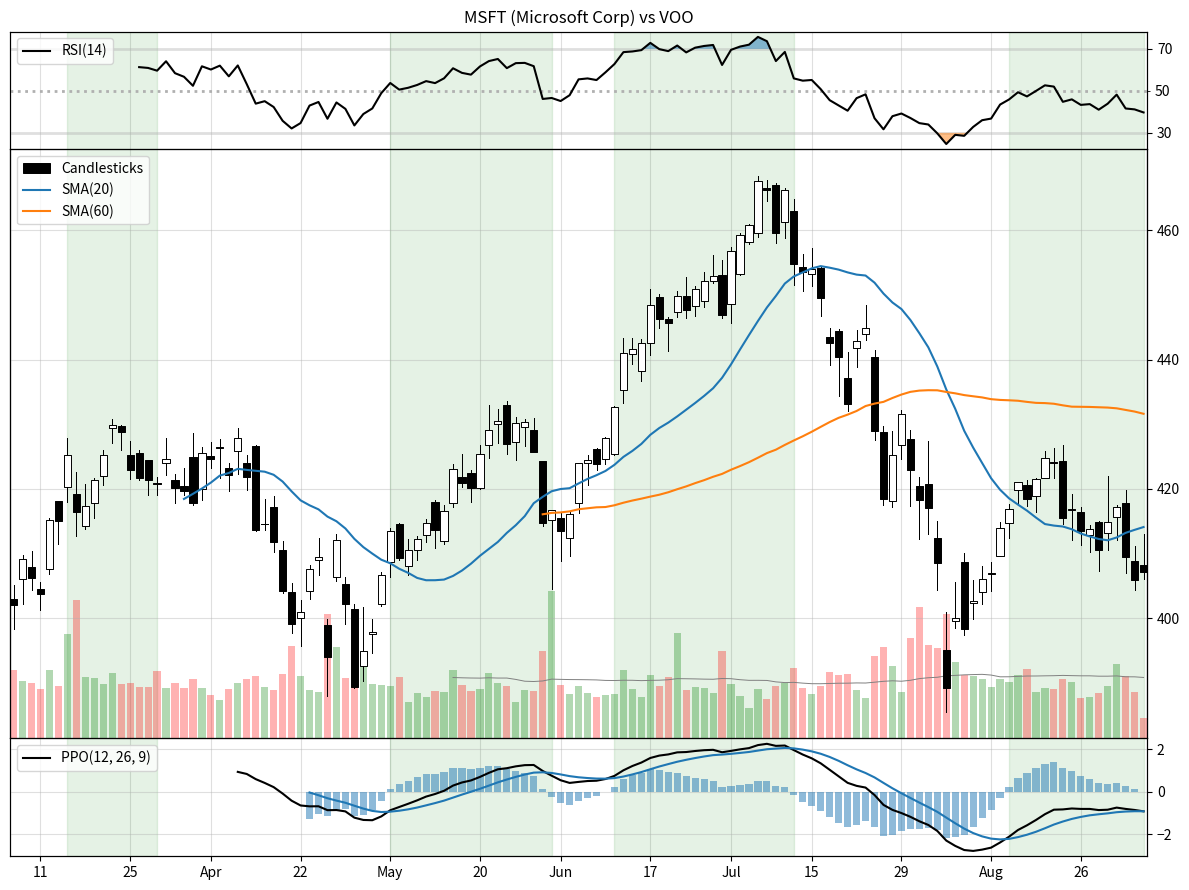 MSFT (Microsoft Corp) vs VOO
RSI(14)
70
50
30
Candlesticks
SMA(20)
SMA(60)
460
440
420
400
PPO(12, 26, 9)
2
0
−2
11 25 Apr 22 May 20 Jun 17 Jul 15 29 Aug 26